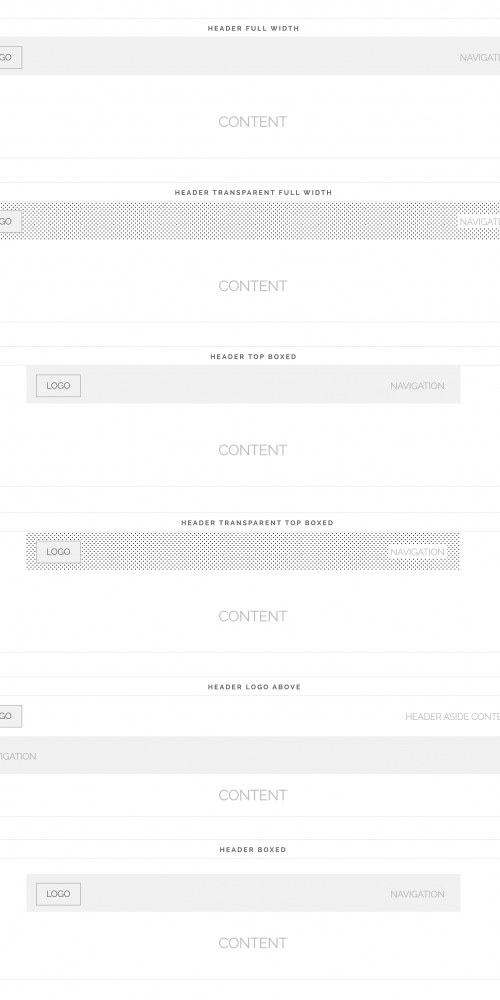 HEADER FULL WIDTH
GO NAVIGATI
CONTENT
HEADER TRANSPARENT FULL WIDTH
GO NAVIGATI
CONTENT
HEADER TOP BOXED
LOGO NAVIGATION
CONTENT
HEADER TRANSPARENT TOP BOXED
LOGO NAVIGATION
CONTENT
HEADER LOGO ABOVE
GO HEADER ASIDE CONTE
IGATION
CONTENT
HEADER BOXED
LOGO NAVIGATION
CONTENT